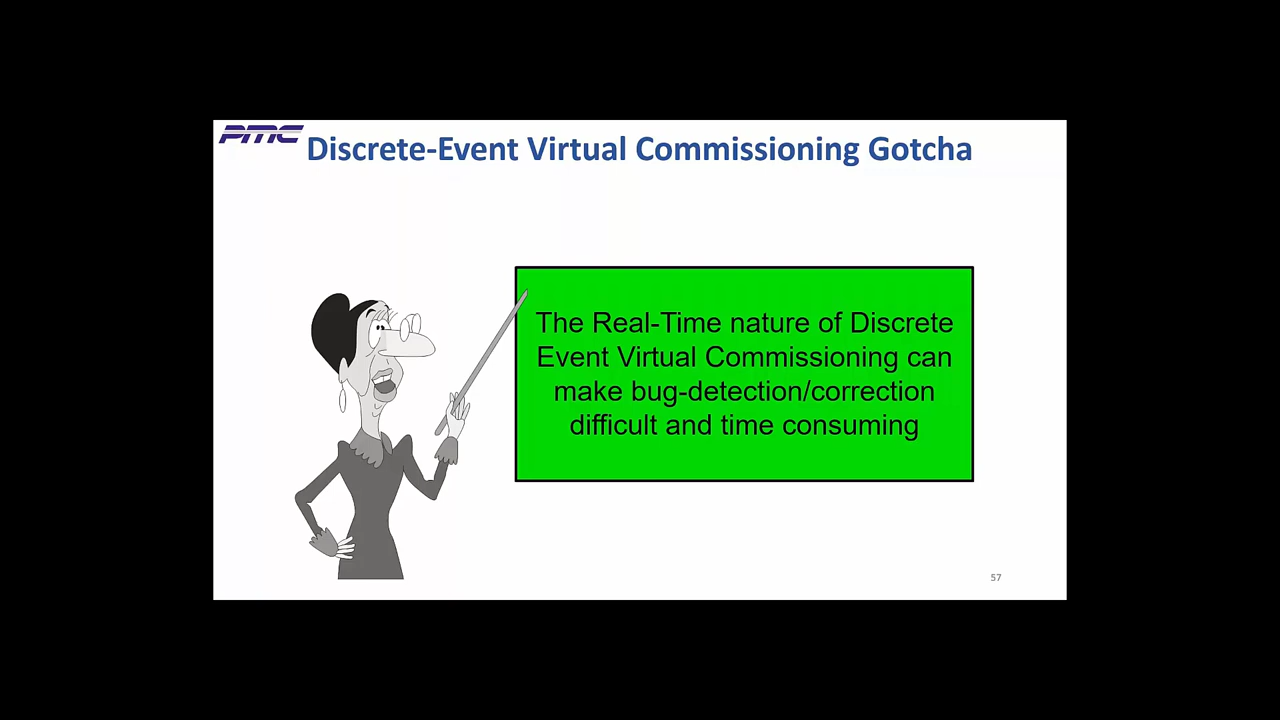 PMC
Discrete-Event Virtual Commissioning Gotcha
The Real-Time nature of Discrete
Event Virtual Commissioning can
make bug-detection/correction
difficult and time consuming
57